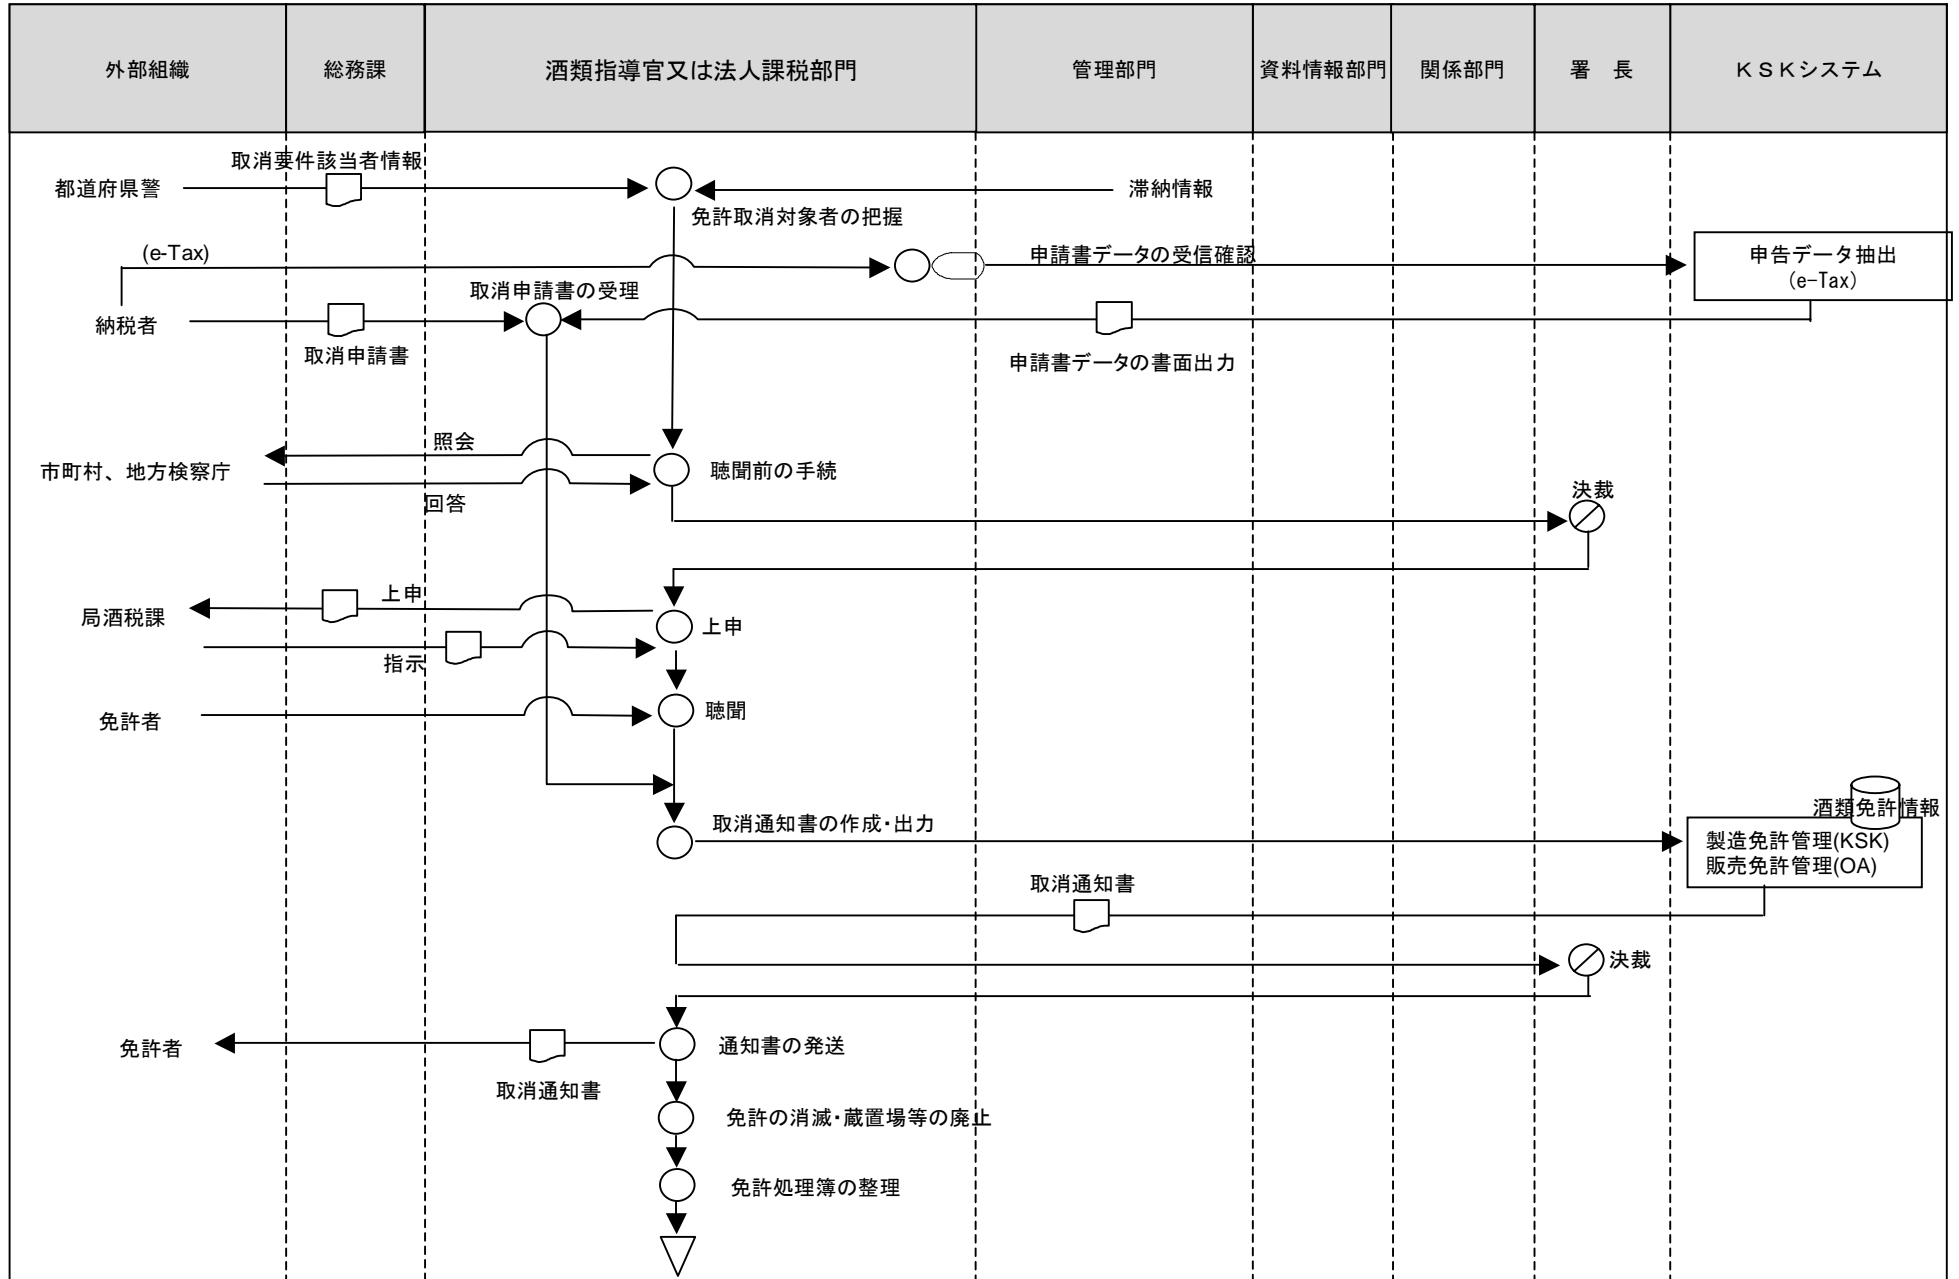 外部組織
総務課
酒類指導官又は法人課税部門
管理部門
資料情報部門
関係部門
署　長
ＫＳＫシステム
取消要件該当者情報
都道府県警
滞納情報
免許取消対象者の把握
(e-Tax)
申請書データの受信確認
申告データ抽出
（e-Tax）
取消申請書の受理
納税者
取消申請書
申請書データの書面出力
照会
市町村、地方検察庁
聴聞前の手続
回答
決裁
上申
局酒税課
上申
指示
免許者
聴聞
酒類免許情報
取消通知書の作成・出力
製造免許管理(KSK)
販売免許管理(OA)
取消通知書
決裁
免許者
通知書の発送
取消通知書
免許の消滅・蔵置場等の廃止
免許処理簿の整理